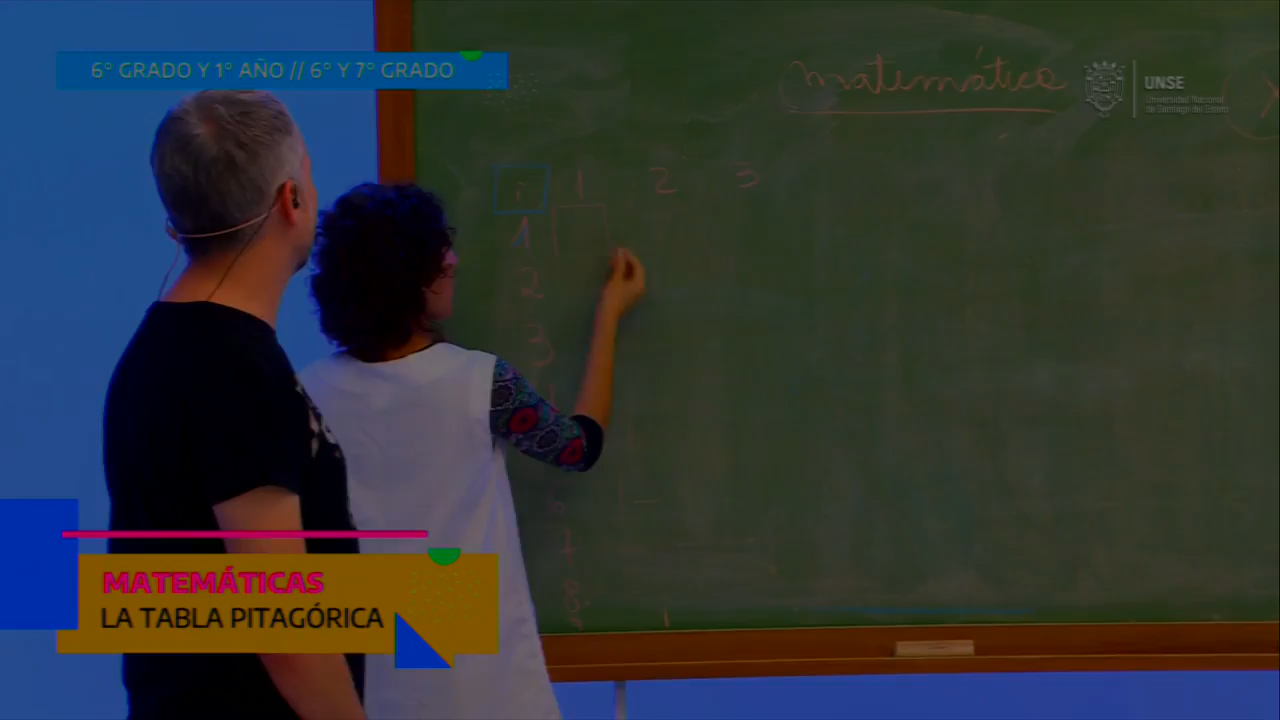 6° GRADO Y 1° AÑO // 6° Y 7° GRADO
matemática
UNSE
Universidad Nacional
de Santiago del Estero
1 2 3
1
2
3
7
8
MATEMÁTICAS
LA TABLA PITAGÓRICA